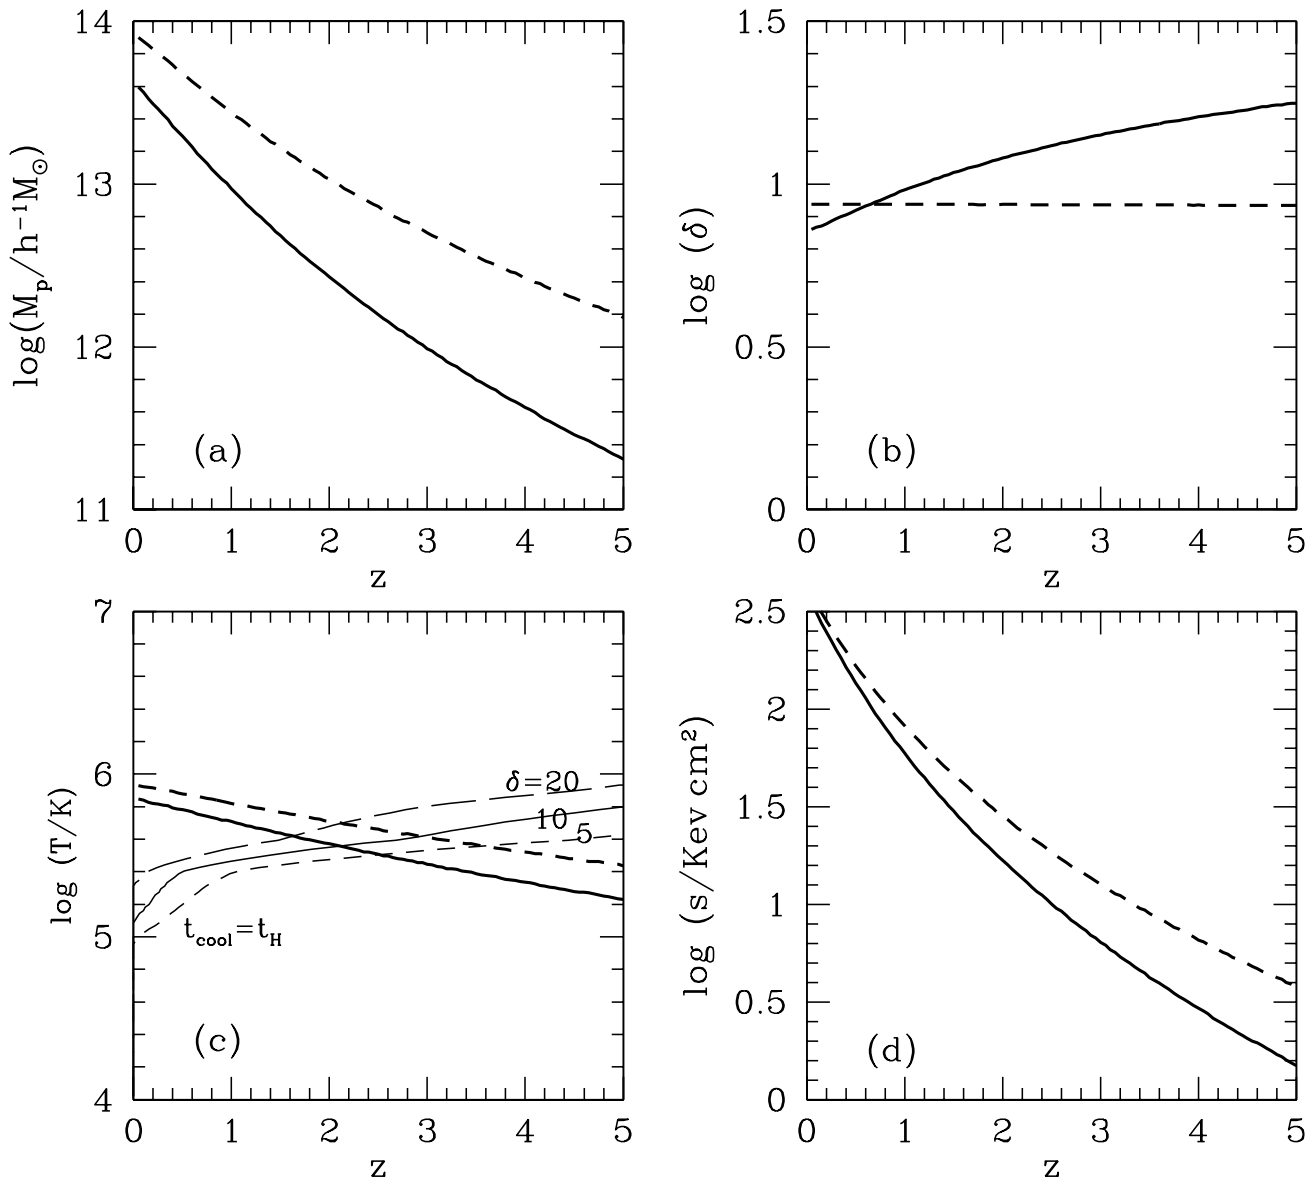 14
13
12
11
log(M_p/h⁻¹M_⊙)
(a)
0 1 2 3 4 5
z
1.5
1
0.5
0
log (δ)
(b)
0 1 2 3 4 5
z
7
6
5
4
log (T/K)
δ=20
10
5
t_cool=t_H
(c)
0 1 2 3 4 5
z
2.5
2
1.5
1
0.5
0
log (s/Kev cm²)
(d)
0 1 2 3 4 5
z